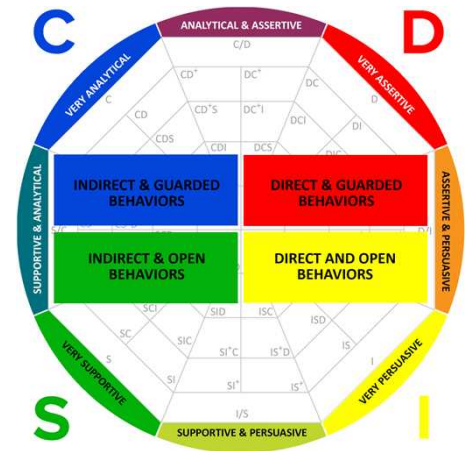 C
D
ANALYTICAL & ASSERTIVE
VERY ANALYTICAL
VERY ASSERTIVE
C/D
CD⁺
DC⁺
C
DC
CD
CD⁺S
DC⁺I
D
CDS
DCI
DI
CDI
DCS
INDIRECT & GUARDED
BEHAVIORS
DIRECT & GUARDED
BEHAVIORS
SUPPORTIVE & ANALYTICAL
ASSERTIVE & PERSUASIVE
INDIRECT & OPEN
BEHAVIORS
DIRECT AND OPEN
BEHAVIORS
SCI
SID
ISC
ISD
SC
SIC
IS
S
SI⁺C
IS⁺D
I
SI
SI⁺
IS⁺
I/S
VERY SUPPORTIVE
VERY PERSUASIVE
SUPPORTIVE & PERSUASIVE
S
I